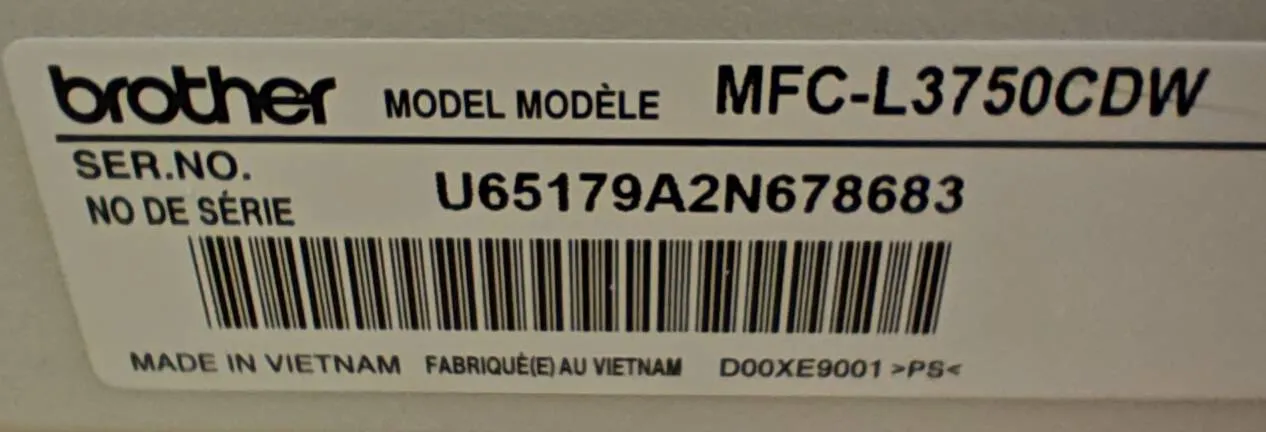 brother MODEL MODÈLE MFC-L3750CDW
SER.NO.
NO DE SÉRIE
U65179A2N678683
MADE IN VIETNAM FABRIQUÉ(E) AU VIETNAM D00XE9001 >PS<